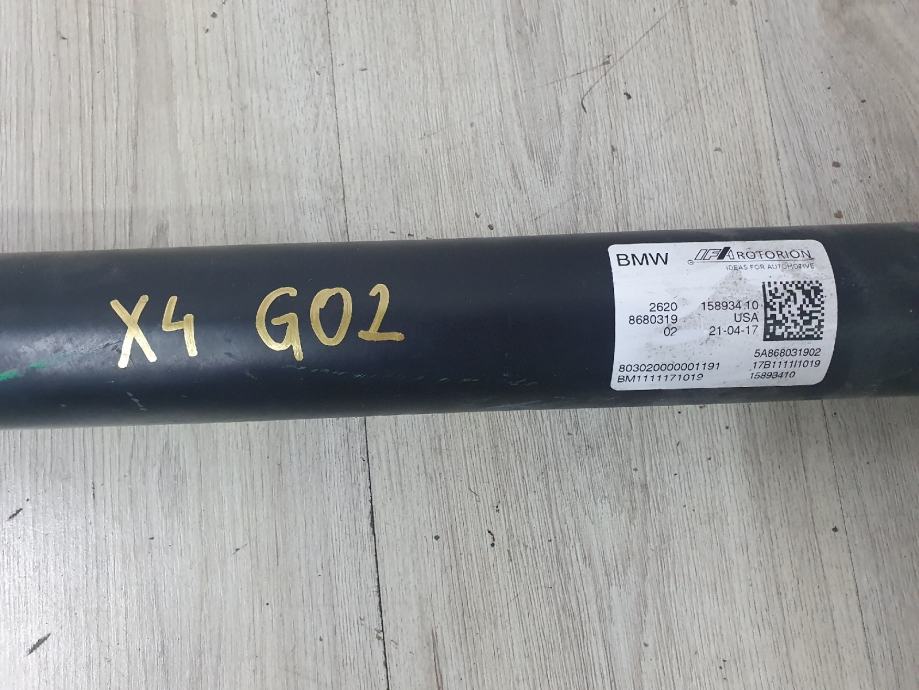 X4 G02
BMW IFA ROTORION
IDEAS FOR AUTOMOTIVE
2620 158934.10
8680319 USA
02 21-04-17
5A868031902
803020000001191 17B1111I1019
BM1111171019 15893410